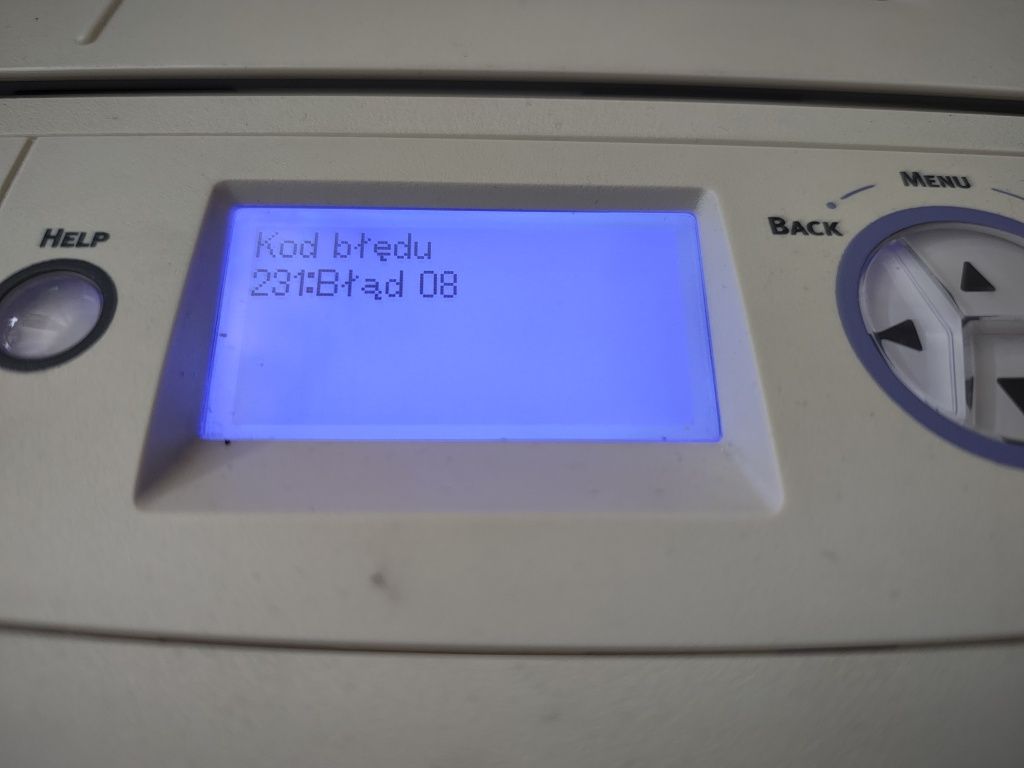 Kod błędu
231:Błąd 08
HELP
BACK
MENU